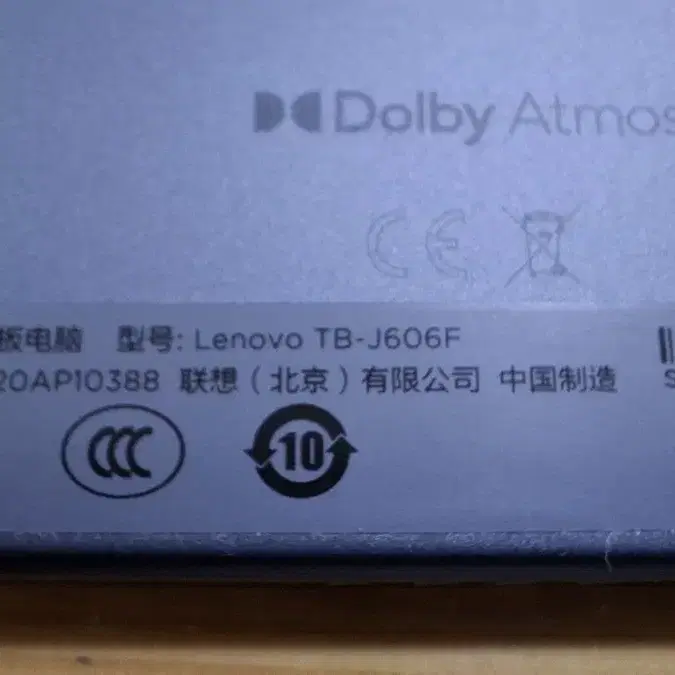 Dolby Atmos
CE
板电脑 型号: Lenovo TB-J606F
20AP10388 联想（北京）有限公司 中国制造
S
CCC
10